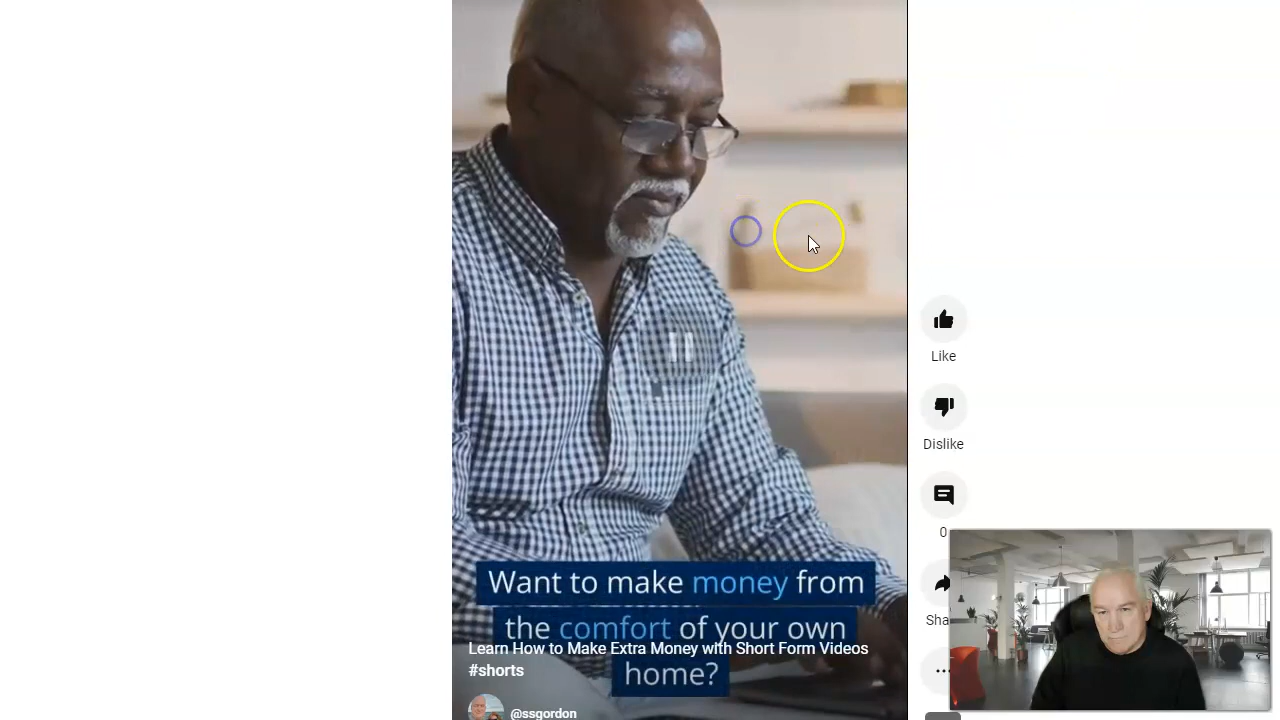 Like
Dislike
0
Want to make money from
the comfort of your own
Learn How to Make Extra Money with Short Form Videos
home?
#shorts
Sha
@ssgordon